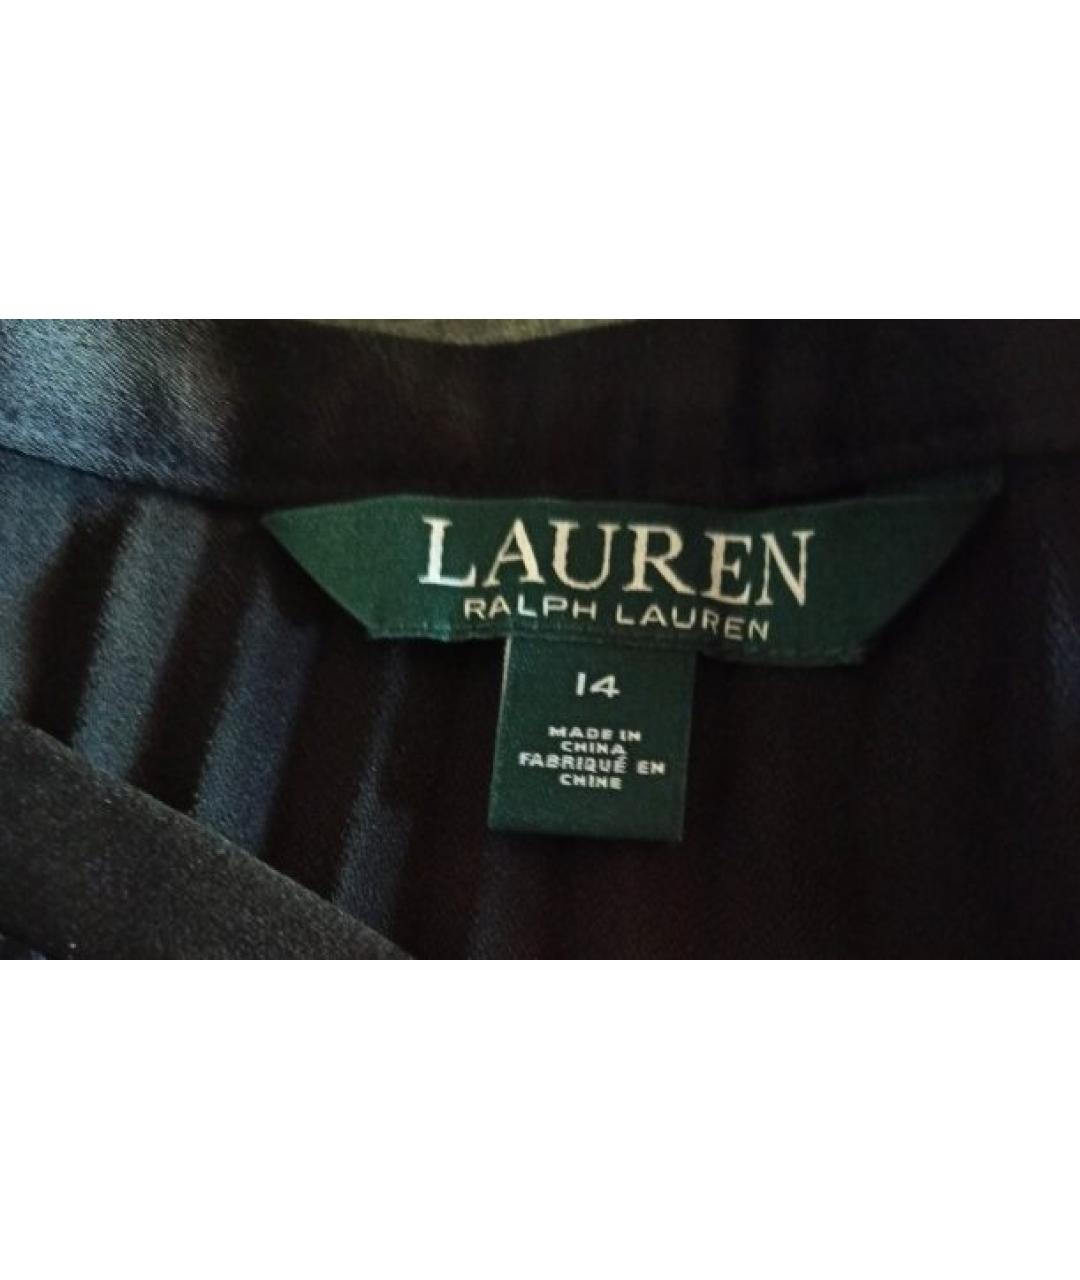 LAUREN
RALPH LAUREN
14
MADE IN
CHINA
FABRIQUÉ EN
CHINE